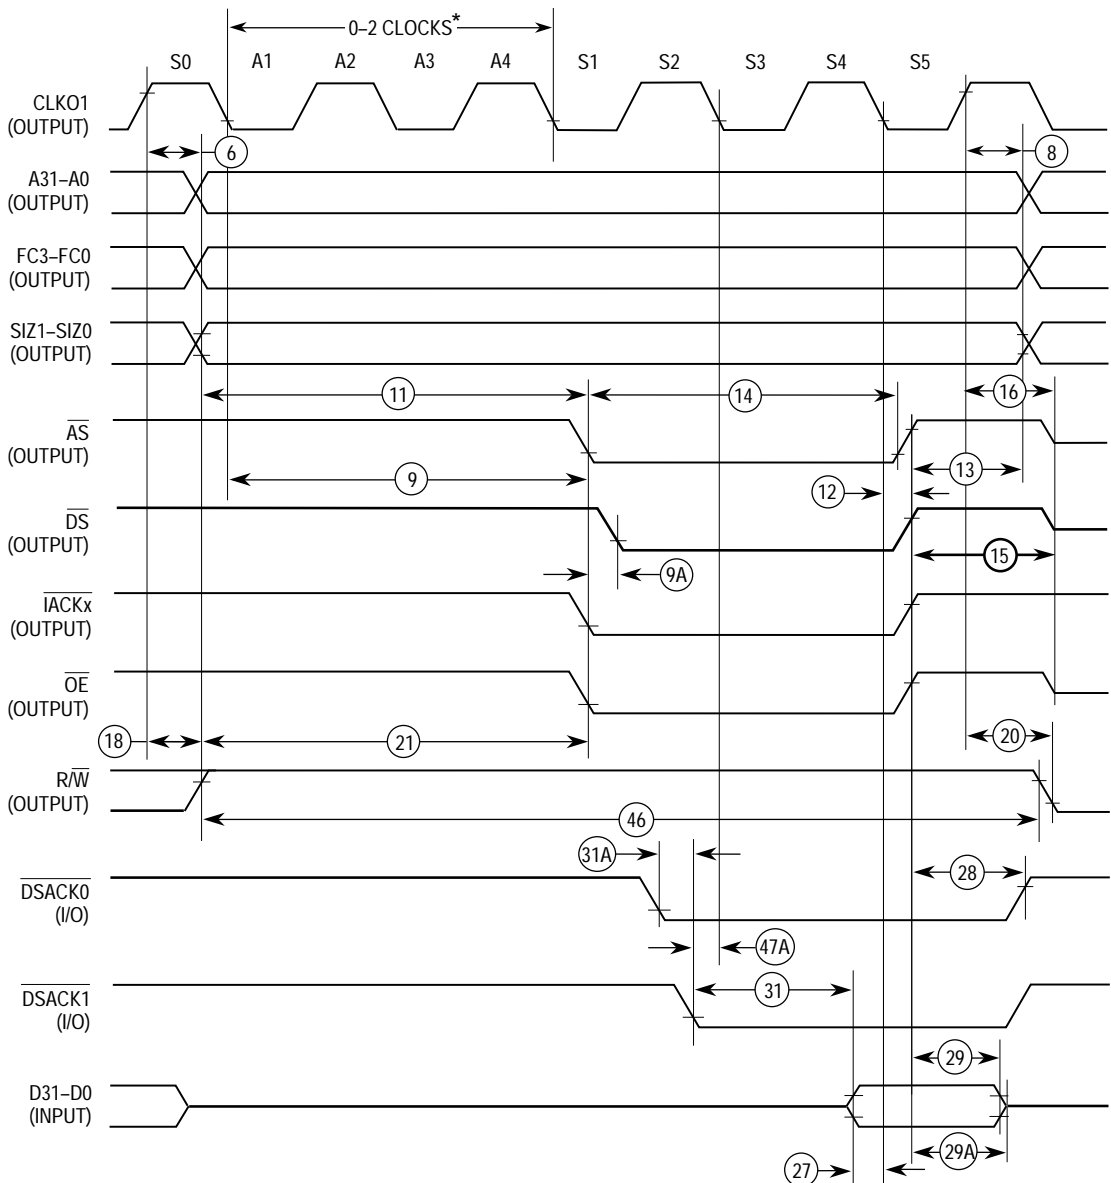 0–2 CLOCKS*
S0 A1 A2 A3 A4 S1 S2 S3 S4 S5
CLKO1
(OUTPUT)
6
8
A31–A0
(OUTPUT)
FC3–FC0
(OUTPUT)
SIZ1–SIZ0
(OUTPUT)
11
14
16
AS
(OUTPUT)
9
12
13
DS
(OUTPUT)
9A
15
IACKx
(OUTPUT)
OE
(OUTPUT)
18
21
20
R/W
(OUTPUT)
46
31A
28
DSACK0
(I/O)
47A
31
DSACK1
(I/O)
29
D31–D0
(INPUT)
27
29A